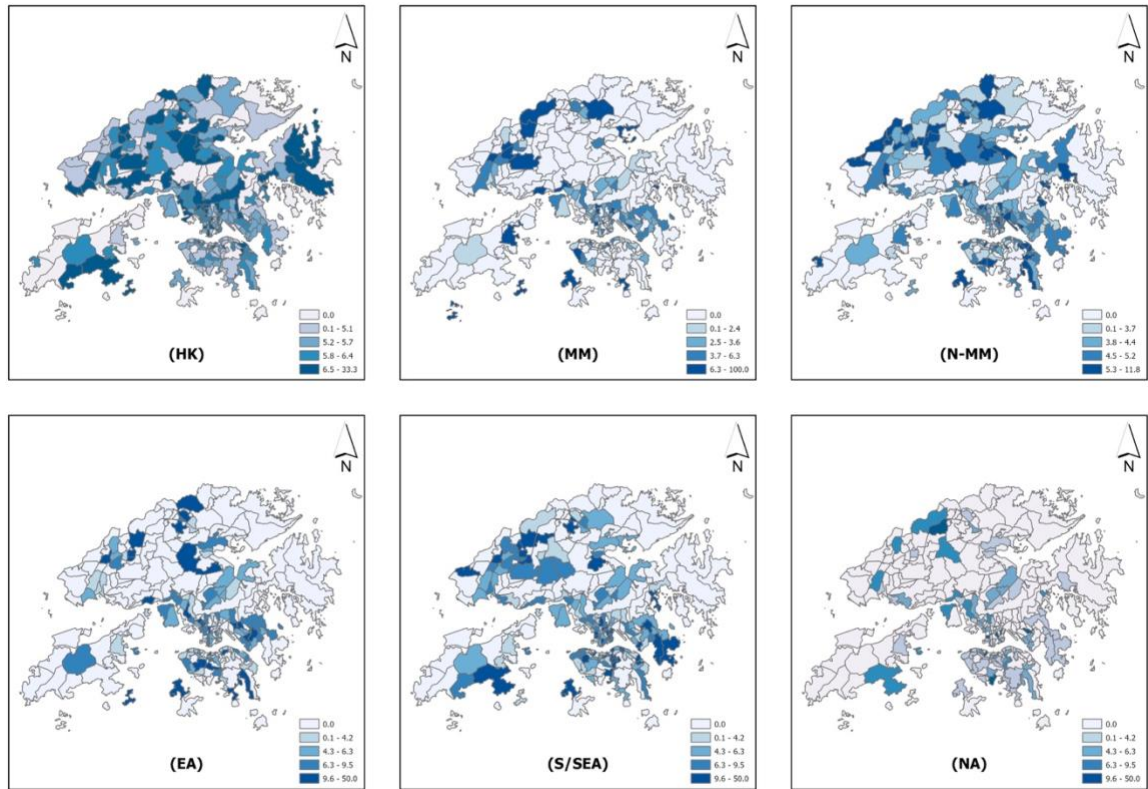 N
N
N
0.0
0.1 - 5.1
5.2 - 5.7
5.8 - 6.4
6.5 - 33.3
(HK)
0.0
0.1 - 2.4
2.5 - 3.6
3.7 - 6.3
6.3 - 100.0
(MM)
0.0
0.1 - 3.7
3.8 - 4.4
4.5 - 5.2
5.3 - 11.8
(N-MM)
N
N
N
0.0
0.1 - 4.2
4.3 - 6.3
6.3 - 9.5
9.6 - 50.0
(EA)
0.0
0.1 - 4.2
4.3 - 6.3
6.3 - 9.5
9.6 - 50.0
(S/SEA)
0.0
0.1 - 4.2
4.3 - 6.3
6.3 - 9.5
9.6 - 50.0
(NA)